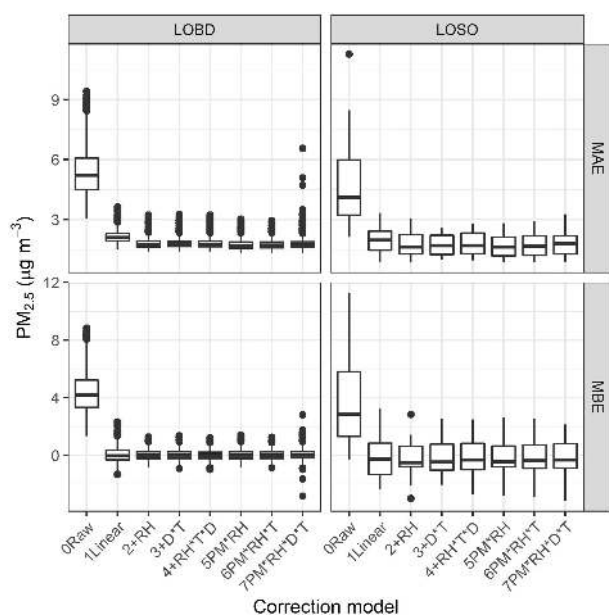 LOBD LOSO
9
6
3
MAE
12
8
4
0
MBE
PM2.5 (µg m−3)
0Raw 1Linear 2+RH 3+D*T 4+RH*T*D 5PM*RH 6PM*RH*T 7PM*RH*D*T 0Raw 1Linear 2+RH 3+D*T 4+RH*T*D 5PM*RH 6PM*RH*T 7PM*RH*D*T
Correction model